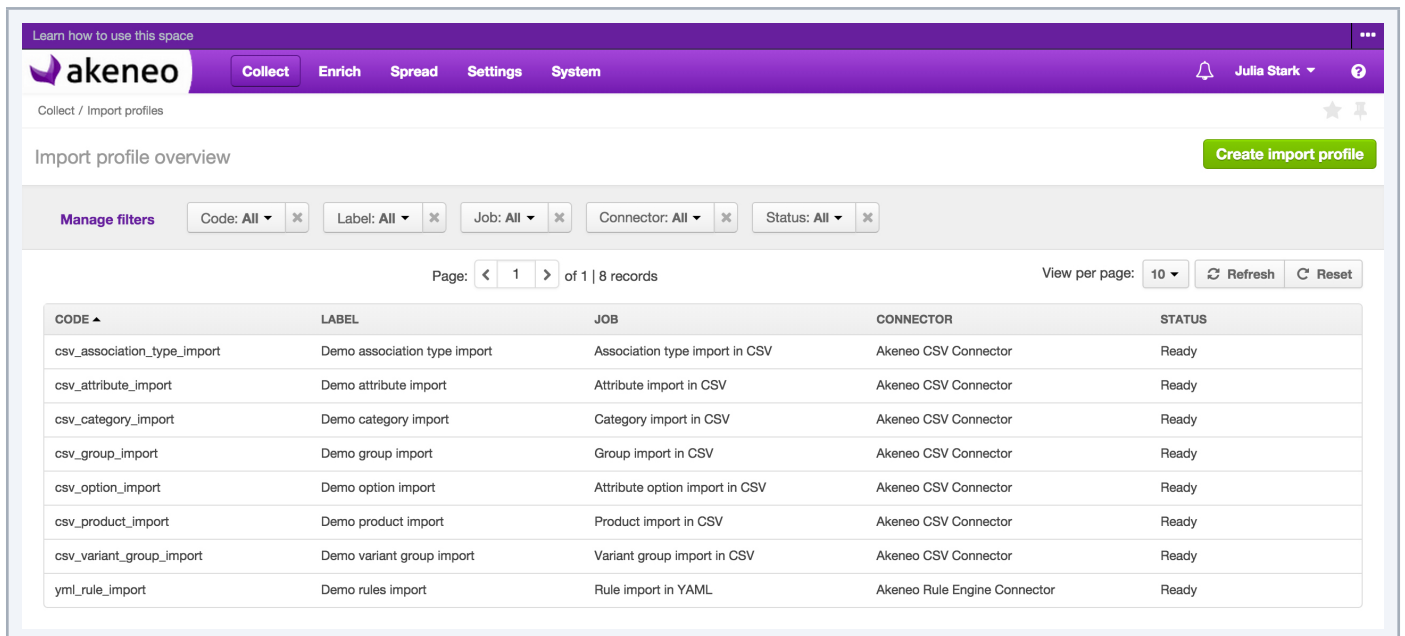 Learn how to use this space
akeneo Collect Enrich Spread Settings System Julia Stark
Collect / Import profiles
Import profile overview Create import profile
Manage filters Code: All Label: All Job: All Connector: All Status: All
Page: 1 of 1 | 8 records View per page: 10 Refresh Reset
CODE LABEL JOB CONNECTOR STATUS
csv_association_type_import Demo association type import Association type import in CSV Akeneo CSV Connector Ready
csv_attribute_import Demo attribute import Attribute import in CSV Akeneo CSV Connector Ready
csv_category_import Demo category import Category import in CSV Akeneo CSV Connector Ready
csv_group_import Demo group import Group import in CSV Akeneo CSV Connector Ready
csv_option_import Demo option import Attribute option import in CSV Akeneo CSV Connector Ready
csv_product_import Demo product import Product import in CSV Akeneo CSV Connector Ready
csv_variant_group_import Demo variant group import Variant group import in CSV Akeneo CSV Connector Ready
yml_rule_import Demo rules import Rule import in YAML Akeneo Rule Engine Connector Ready